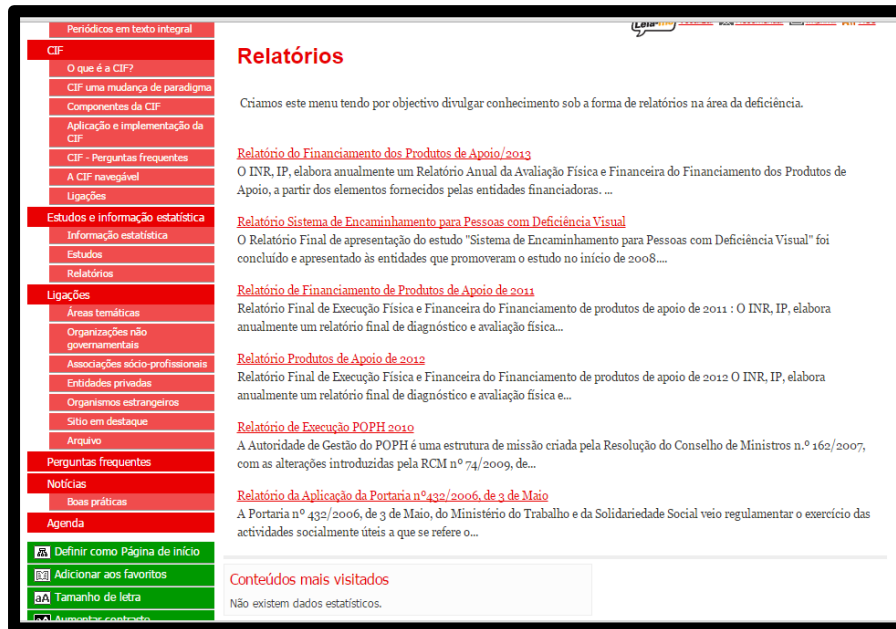 Periódicos em texto integral
CIF
O que é a CIF?
CIF uma mudança de paradigma
Componentes da CIF
Aplicação e implementação da
CIF
CIF - Perguntas frequentes
A CIF navegável
Ligações
Estudos e informação estatística
Informação estatística
Estudos
Relatórios
Ligações
Áreas temáticas
Organizações não
governamentais
Associações sócio-profissionais
Entidades privadas
Organismos estrangeiros
Sitio em destaque
Arquivo
Perguntas frequentes
Notícias
Boas práticas
Agenda
Definir como Página de início
Adicionar aos favoritos
aA Tamanho de letra
Aumentar contraste
Relatórios
Criamos este menu tendo por objectivo divulgar conhecimento sob a forma de relatórios na área da deficiência.
Relatório do Financiamento dos Produtos de Apoio/2013
O INR, IP, elabora anualmente um Relatório Anual da Avaliação Física e Financeira do Financiamento dos Produtos de
Apoio, a partir dos elementos fornecidos pelas entidades financiadoras. ...
Relatório Sistema de Encaminhamento para Pessoas com Deficiência Visual
O Relatório Final de apresentação do estudo "Sistema de Encaminhamento para Pessoas com Deficiência Visual" foi
concluído e apresentado às entidades que promoveram o estudo no início de 2008....
Relatório de Financiamento de Produtos de Apoio de 2011
Relatório Final de Execução Física e Financeira do Financiamento de produtos de apoio de 2011 : O INR, IP, elabora
anualmente um relatório final de diagnóstico e avaliação física...
Relatório Produtos de Apoio de 2012
Relatório Final de Execução Física e Financeira do Financiamento de produtos de apoio de 2012 O INR, IP, elabora
anualmente um relatório final de diagnóstico e avaliação física e...
Relatório de Execução POPH 2010
A Autoridade de Gestão do POPH é uma estrutura de missão criada pela Resolução do Conselho de Ministros n.º 162/2007,
com as alterações introduzidas pela RCM nº 74/2009, de...
Relatório da Aplicação da Portaria nº432/2006, de 3 de Maio
A Portaria nº 432/2006, de 3 de Maio, do Ministério do Trabalho e da Solidariedade Social veio regulamentar o exercício das
actividades socialmente úteis a que se refere o...
Conteúdos mais visitados
Não existem dados estatísticos.